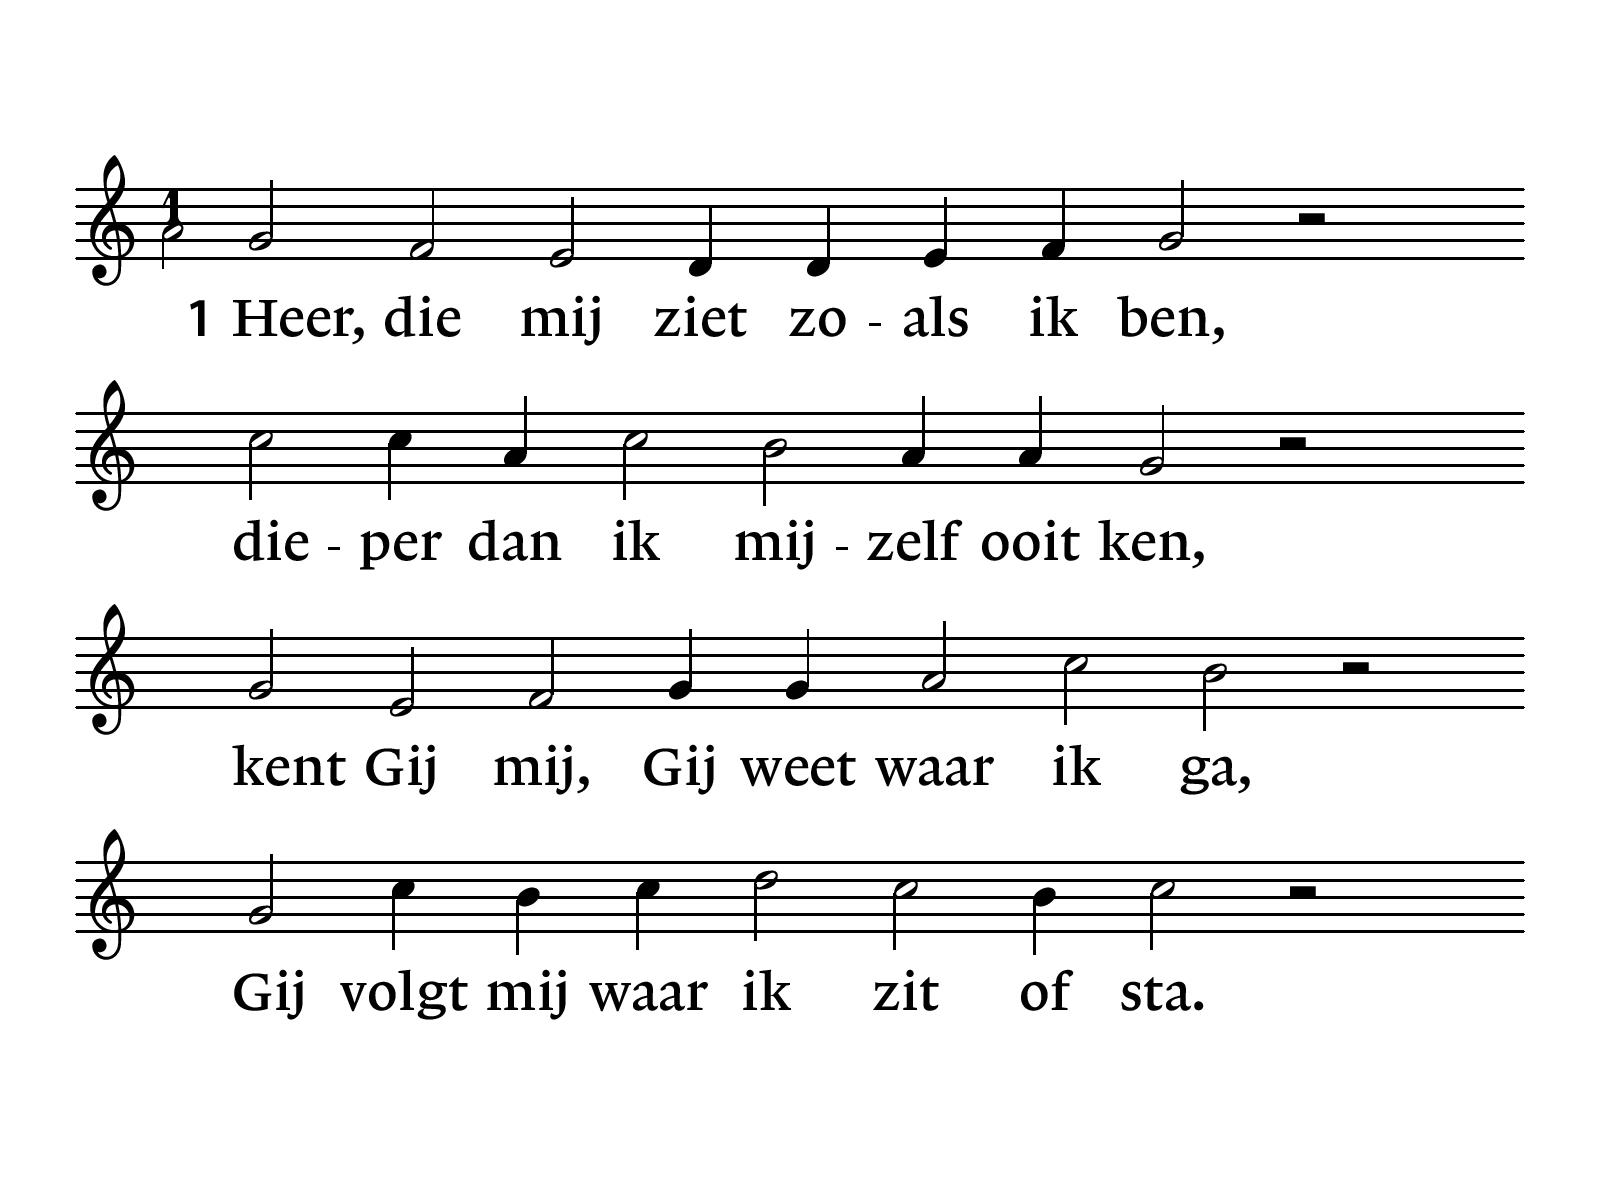 1 Heer, die mij ziet zo - als ik ben,
die - per dan ik mij - zelf ooit ken,
kent Gij mij, Gij weet waar ik ga,
Gij volgt mij waar ik zit of sta.